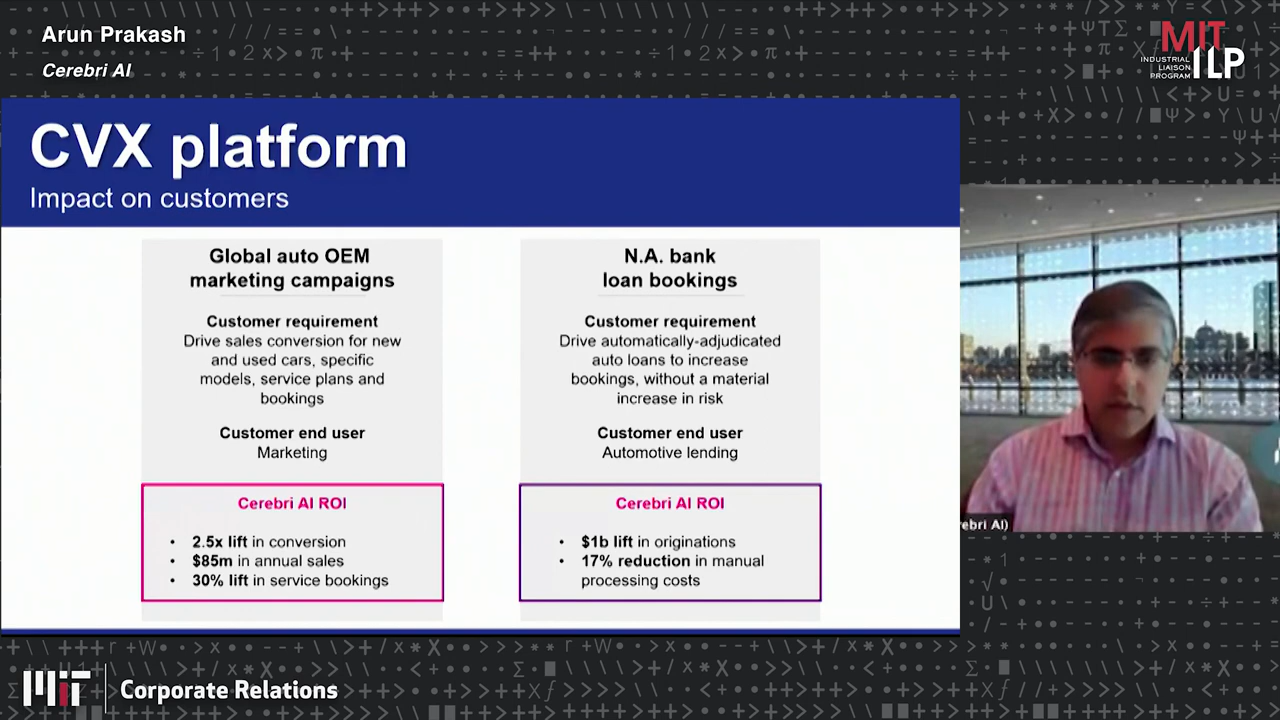 Arun Prakash
Cerebri AI
MIT
INDUSTRIAL
LIAISON
PROGRAM
ILP
CVX platform
Impact on customers
Global auto OEM
marketing campaigns
Customer requirement
Drive sales conversion for new
and used cars, specific
models, service plans and
bookings
Customer end user
Marketing
Cerebri AI ROI
• 2.5x lift in conversion
• $85m in annual sales
• 30% lift in service bookings
N.A. bank
loan bookings
Customer requirement
Drive automatically-adjudicated
auto loans to increase
bookings, without a material
increase in risk
Customer end user
Automotive lending
Cerebri AI ROI
• $1b lift in originations
• 17% reduction in manual
processing costs
rebri AI)
MIT
Corporate Relations